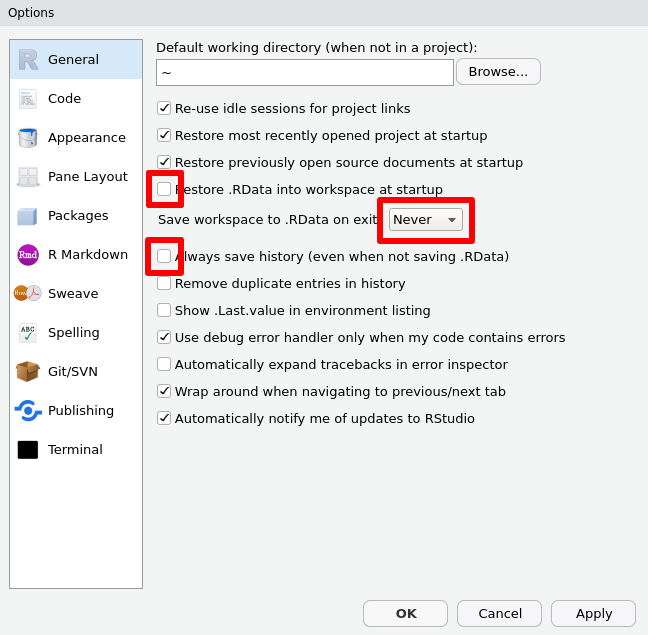 Options
General
Code
Appearance
Pane Layout
Packages
Rmd R Markdown
Sweave
ABC Spelling
Git/SVN
Publishing
Terminal
Default working directory (when not in a project):
~ Browse...
Re-use idle sessions for project links
Restore most recently opened project at startup
Restore previously open source documents at startup
Restore .RData into workspace at startup
Save workspace to .RData on exit Never
Always save history (even when not saving .RData)
Remove duplicate entries in history
Show .Last.value in environment listing
Use debug error handler only when my code contains errors
Automatically expand tracebacks in error inspector
Wrap around when navigating to previous/next tab
Automatically notify me of updates to RStudio
OK Cancel Apply